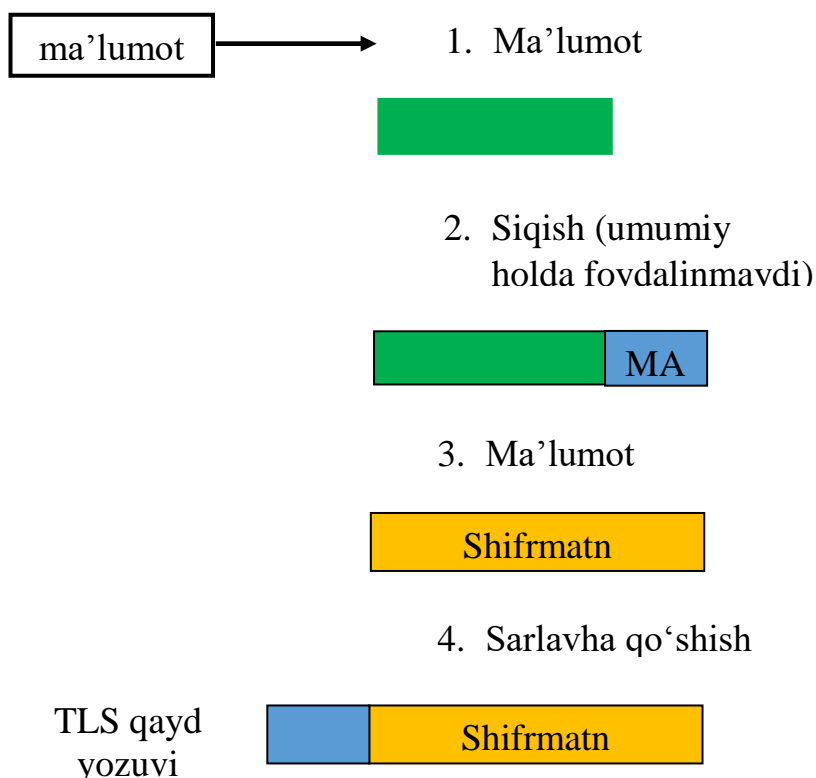 ma’lumot
1. Ma’lumot
2. Siqish (umumiy
holda foydalinmaydi)
MA
3. Ma’lumot
Shifrmatn
4. Sarlavha qo‘shish
TLS qayd
yozuvi
Shifrmatn